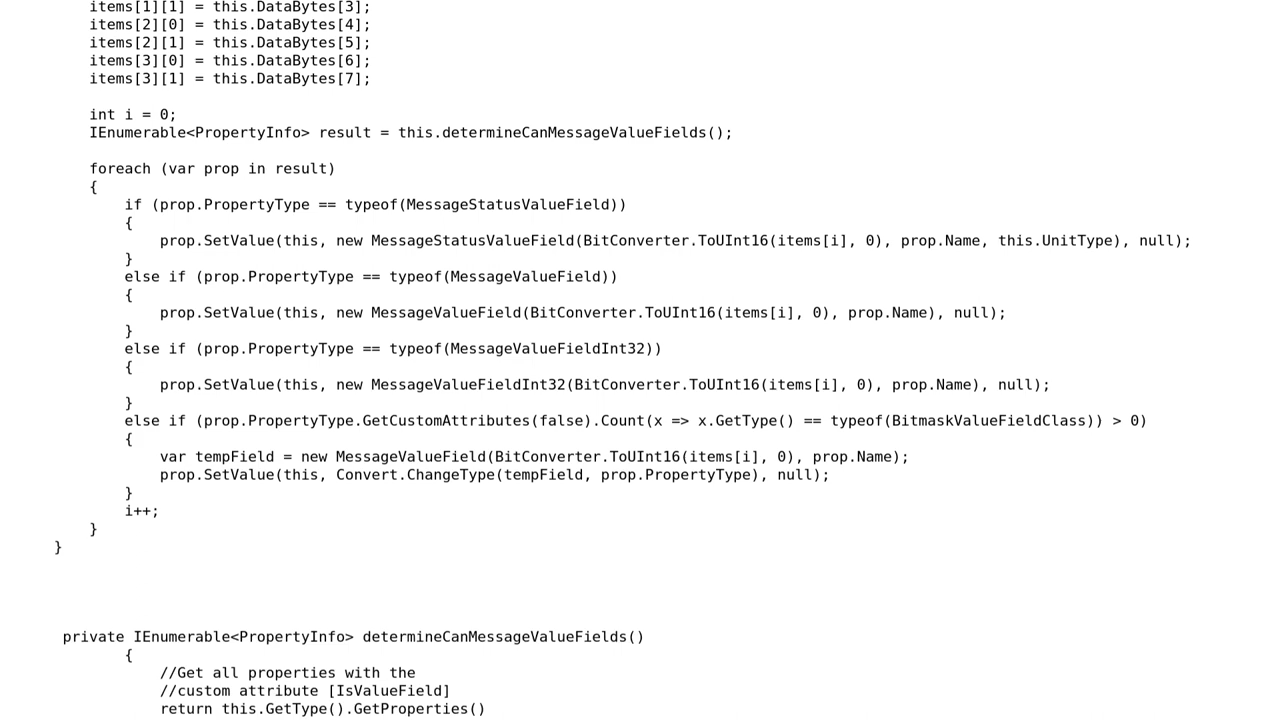 items[1][1] = this.DataBytes[3];
items[2][0] = this.DataBytes[4];
items[2][1] = this.DataBytes[5];
items[3][0] = this.DataBytes[6];
items[3][1] = this.DataBytes[7];
int i = 0;
IEnumerable<PropertyInfo> result = this.determineCanMessageValueFields();
foreach (var prop in result)
{
if (prop.PropertyType == typeof(MessageStatusValueField))
{
prop.SetValue(this, new MessageStatusValueField(BitConverter.ToUInt16(items[i], 0), prop.Name, this.UnitType), null);
}
else if (prop.PropertyType == typeof(MessageValueField))
{
prop.SetValue(this, new MessageValueField(BitConverter.ToUInt16(items[i], 0), prop.Name), null);
}
else if (prop.PropertyType == typeof(MessageValueFieldInt32))
{
prop.SetValue(this, new MessageValueFieldInt32(BitConverter.ToUInt16(items[i], 0), prop.Name), null);
}
else if (prop.PropertyType.GetCustomAttributes(false).Count(x => x.GetType() == typeof(BitmaskValueFieldClass)) > 0)
{
var tempField = new MessageValueField(BitConverter.ToUInt16(items[i], 0), prop.Name);
prop.SetValue(this, Convert.ChangeType(tempField, prop.PropertyType), null);
}
i++;
}
}
private IEnumerable<PropertyInfo> determineCanMessageValueFields()
{
//Get all properties with the
//custom attribute [IsValueField]
return this.GetType().GetProperties()